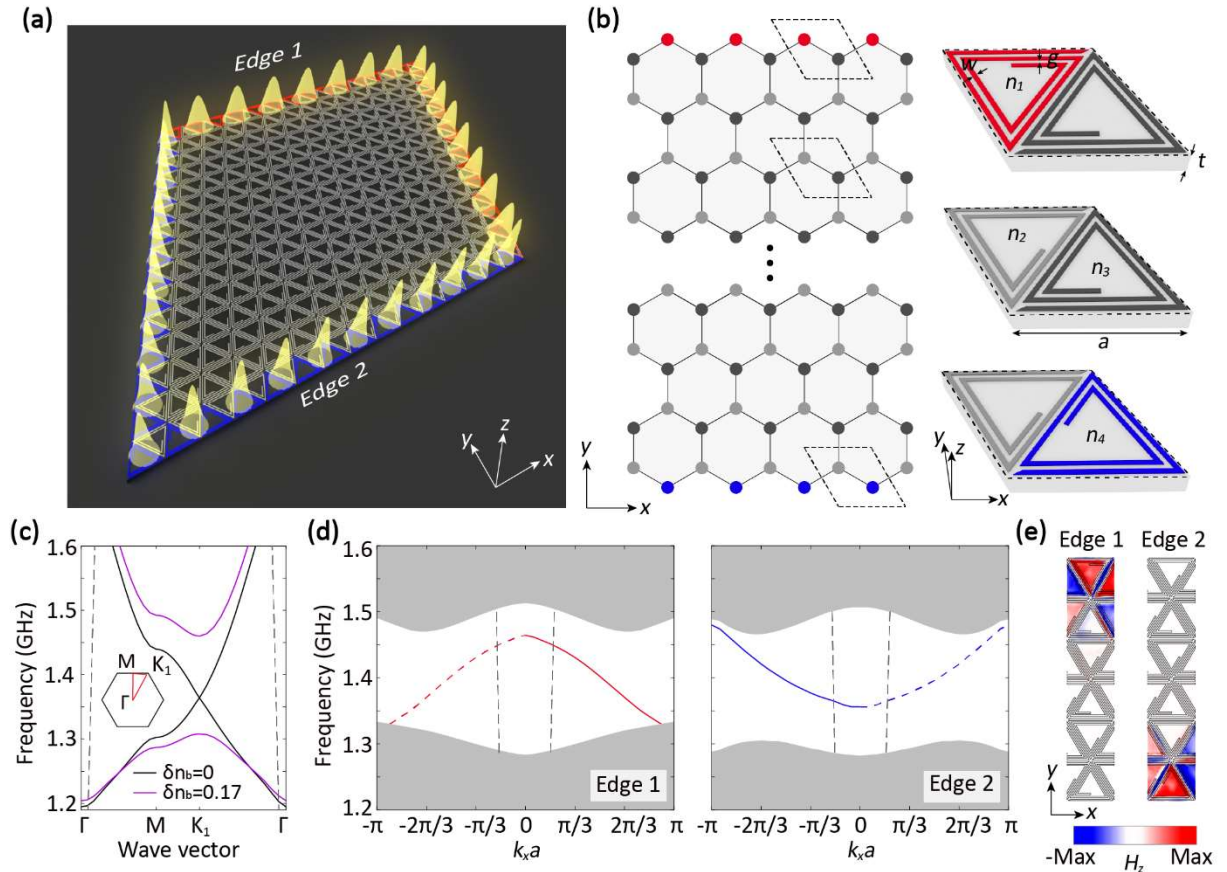 (a)
Edge 1
Edge 2
y
z
x
(b)
y
x
w
g
n₁
t
n₂
n₃
a
n₄
y
z
x
(c)
1.6
1.5
1.4
1.3
1.2
Frequency (GHz)
M
K₁
Γ
δn_b=0
δn_b=0.17
Γ
M
K₁
Γ
Wave vector
(d)
1.6
1.5
1.4
1.3
1.2
Frequency (GHz)
Edge 1
-π
-2π/3
-π/3
0
π/3
2π/3
π
kₓa
Edge 2
-π
-2π/3
-π/3
0
π/3
2π/3
π
kₓa
(e)
Edge 1 Edge 2
y
x
-Max H_z Max